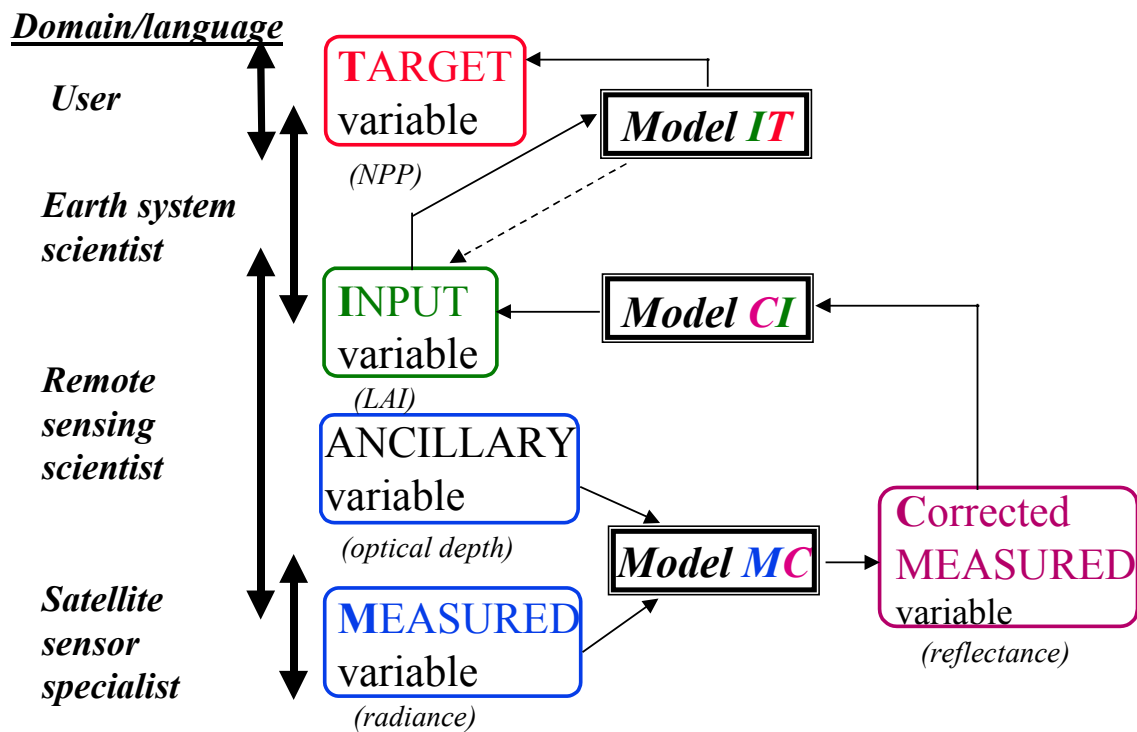 Domain/language
User
Earth system
scientist
Remote
sensing
scientist
Satellite
sensor
specialist
TARGET
variable
(NPP)
Model IT
INPUT
variable
(LAI)
Model CI
ANCILLARY
variable
(optical depth)
Model MC
MEASURED
variable
(radiance)
Corrected
MEASURED
variable
(reflectance)